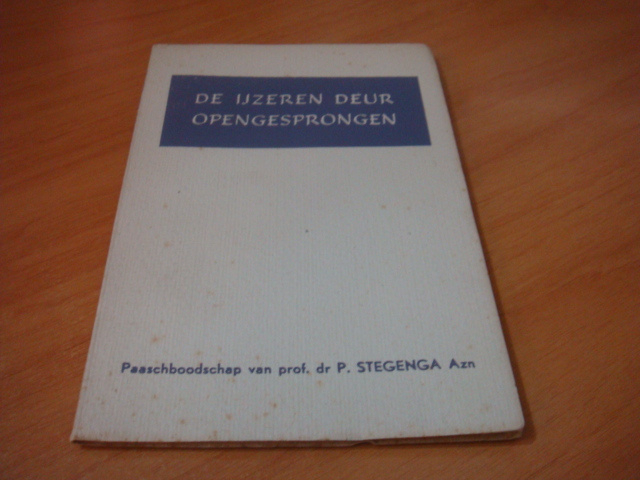 DE IJZEREN DEUR
OPENGESPRONGEN
Paaschboodschap van prof. dr P. STEGENGA Azn